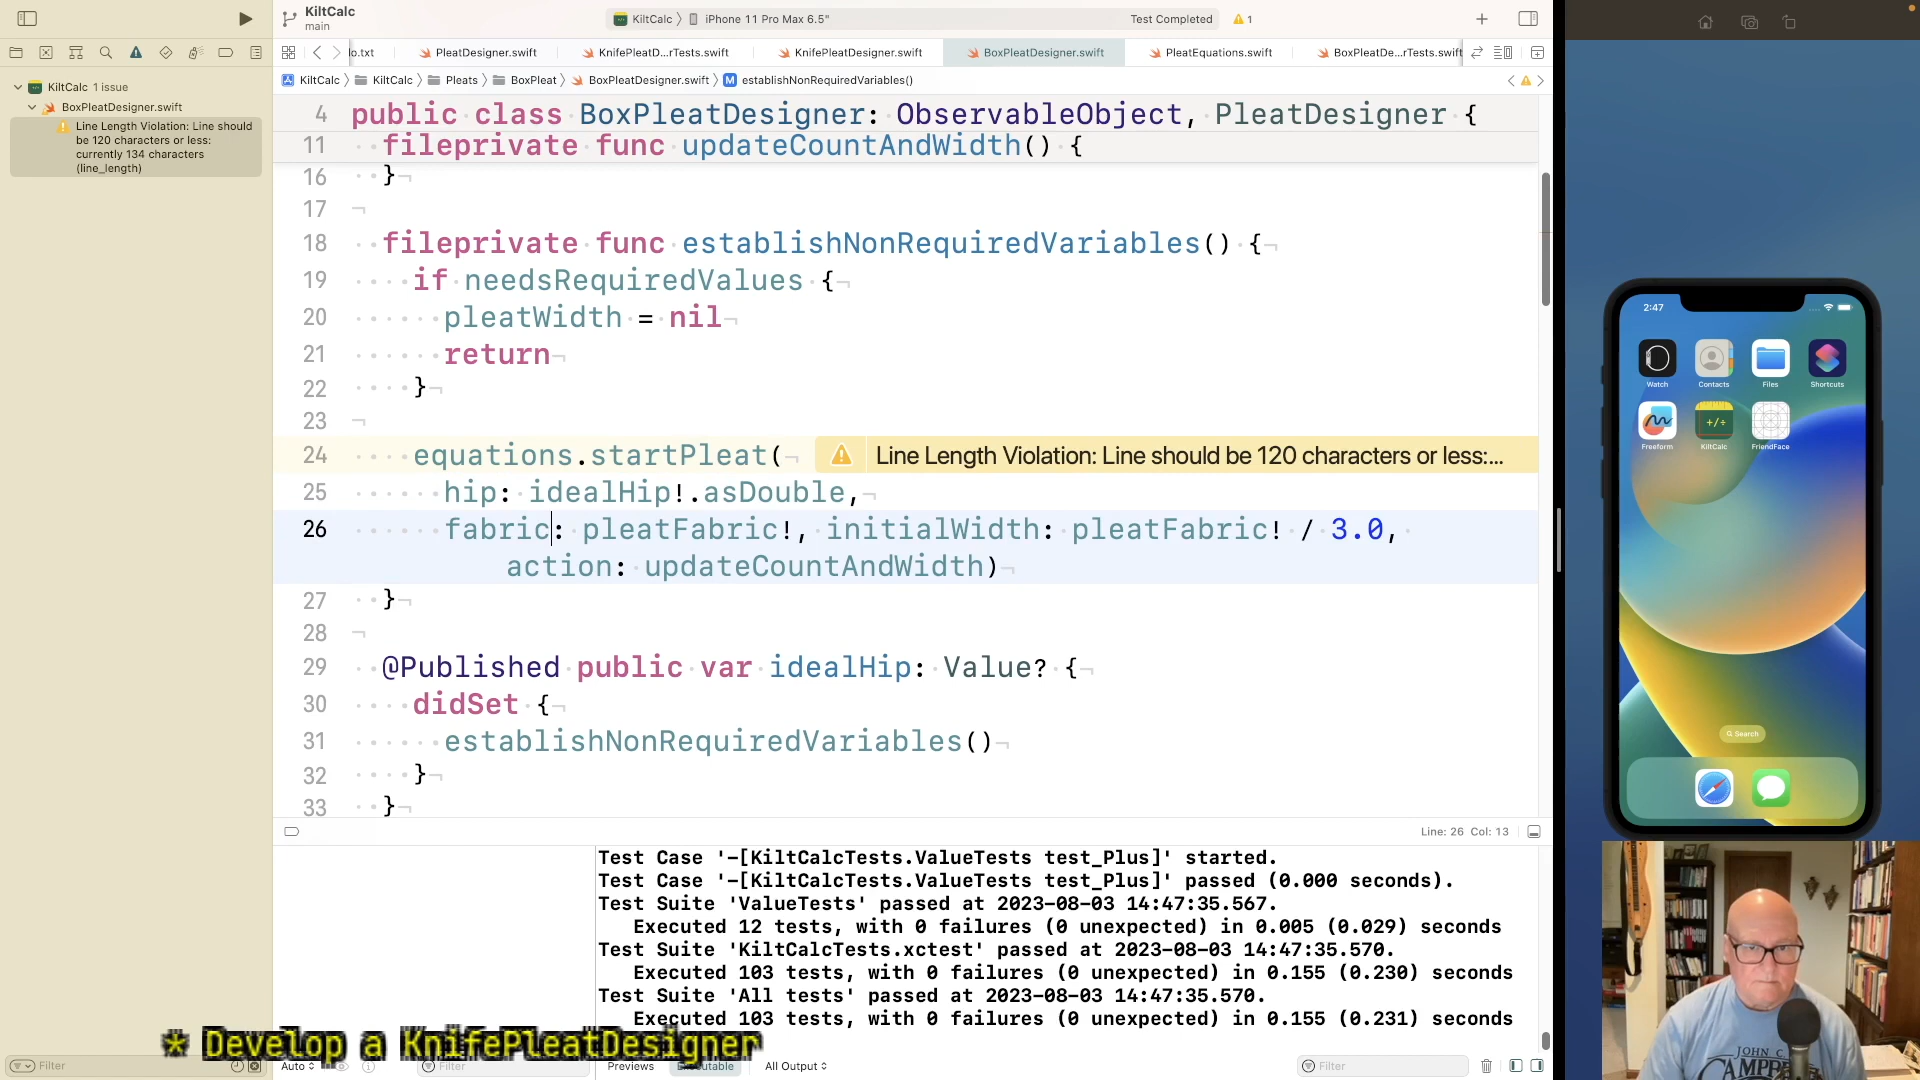 KiltCalc
main
KiltCalc
iPhone 11 Pro Max 6.5"
Test Completed
1
lo.txt
PleatDesigner.swift
KnifePleatD...rTests.swift
KnifePleatDesigner.swift
BoxPleatDesigner.swift
PleatEquations.swift
BoxPleatDe...rTests.swift
KiltCalc
KiltCalc
Pleats
BoxPleat
BoxPleatDesigner.swift
M
establishNonRequiredVariables()
KiltCalc 1 issue
BoxPleatDesigner.swift
Line Length Violation: Line should
be 120 characters or less:
currently 134 characters
(line_length)
4 public class BoxPleatDesigner: ObservableObject, PleatDesigner {
11 fileprivate func updateCountAndWidth() {
16 }
17
18 fileprivate func establishNonRequiredVariables() {
19 if needsRequiredValues {
20 pleatWidth = nil
21 return
22 }
23
24 equations.startPleat(
Line Length Violation: Line should be 120 characters or less:...
25 hip: idealHip!.asDouble,
26 fabric: pleatFabric!, initialWidth: pleatFabric! / 3.0,
action: updateCountAndWidth)
27 }
28
29 @Published public var idealHip: Value? {
30 didSet {
31 establishNonRequiredVariables()
32 }
33 }
Line: 26 Col: 13
Test Case '-[KiltCalcTests.ValueTests test_Plus]' started.
Test Case '-[KiltCalcTests.ValueTests test_Plus]' passed (0.000 seconds).
Test Suite 'ValueTests' passed at 2023-08-03 14:47:35.567.
Executed 12 tests, with 0 failures (0 unexpected) in 0.005 (0.029) seconds
Test Suite 'KiltCalcTests.xctest' passed at 2023-08-03 14:47:35.570.
Executed 103 tests, with 0 failures (0 unexpected) in 0.155 (0.230) seconds
Test Suite 'All tests' passed at 2023-08-03 14:47:35.570.
Executed 103 tests, with 0 failures (0 unexpected) in 0.155 (0.231) seconds
* Develop a KnifePleatDesigner
Filter
Auto
Filter
Previews
All Output
Filter
2:47
Watch
Contacts
Files
Shortcuts
Freeform
+/÷
KiltCalc
FriendFace
Search
JOHN C.